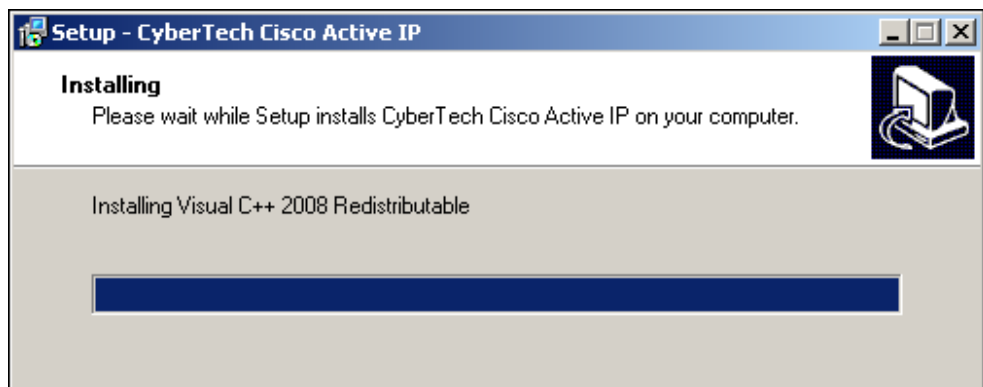 Setup - CyberTech Cisco Active IP
Installing
Please wait while Setup installs CyberTech Cisco Active IP on your computer.
Installing Visual C++ 2008 Redistributable